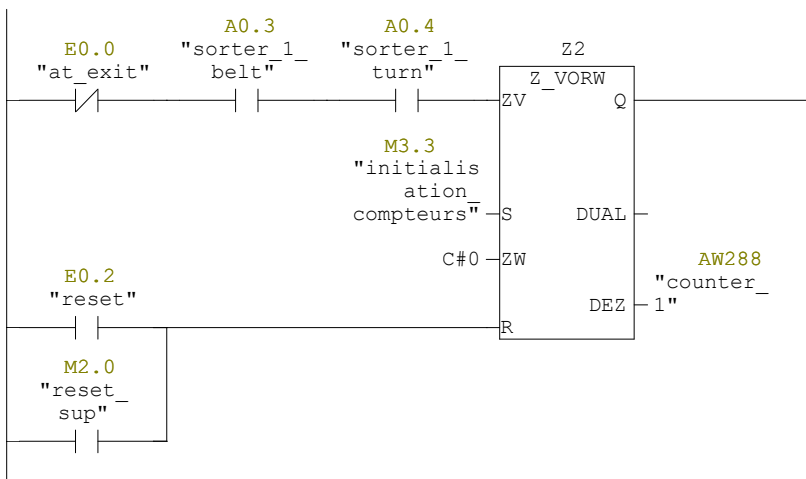 A0.3
A0.4
E0.0
"sorter_1_
"sorter_1_
Z2
"at_exit"
belt"
turn"
Z_VORW
ZV
Q
M3.3
"initialis
ation_
compteurs"
S
DUAL
C#0
ZW
AW288
"counter_
1"
E0.2
"reset"
DEZ
R
M2.0
"reset_
sup"